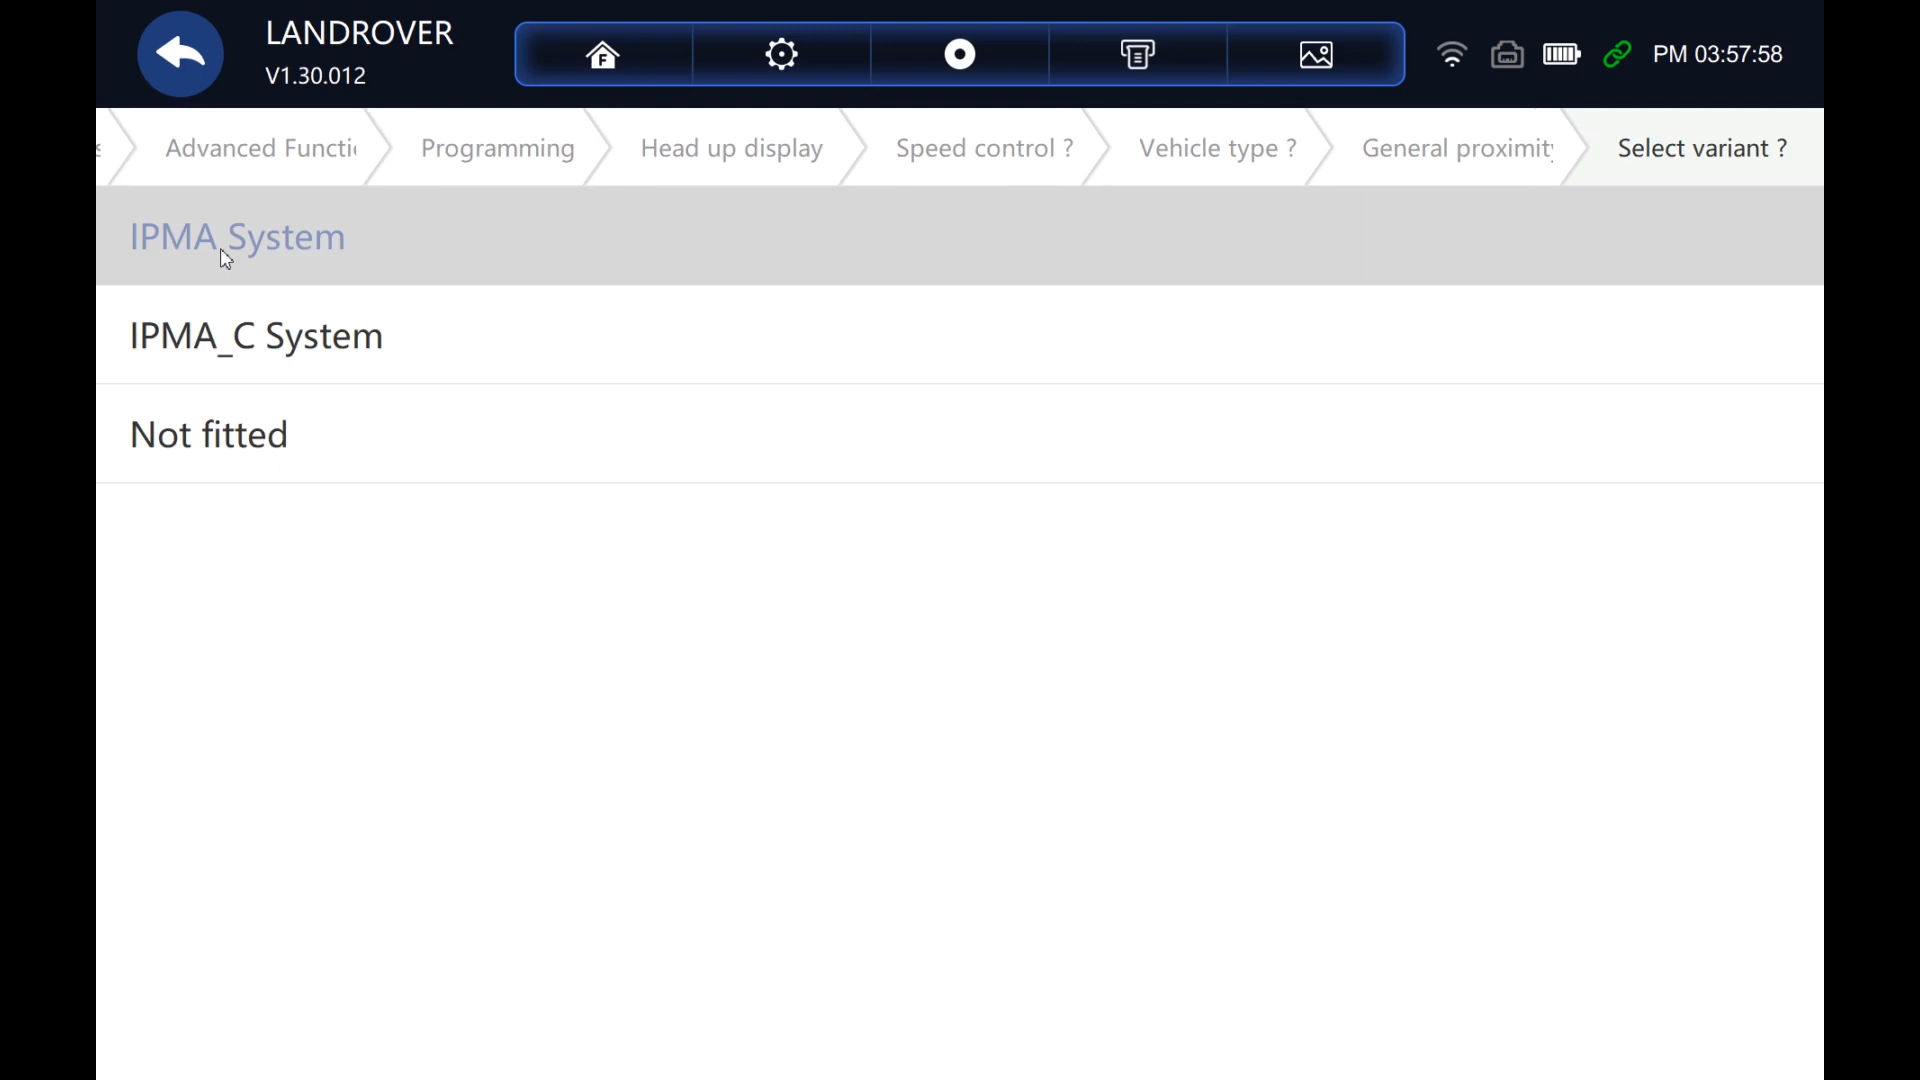 LANDROVER
V1.30.012
F
PM 03:57:58
Advanced Functi
Programming
Head up display
Speed control ?
Vehicle type ?
General proximit
Select variant ?
IPMA System
IPMA_C System
Not fitted